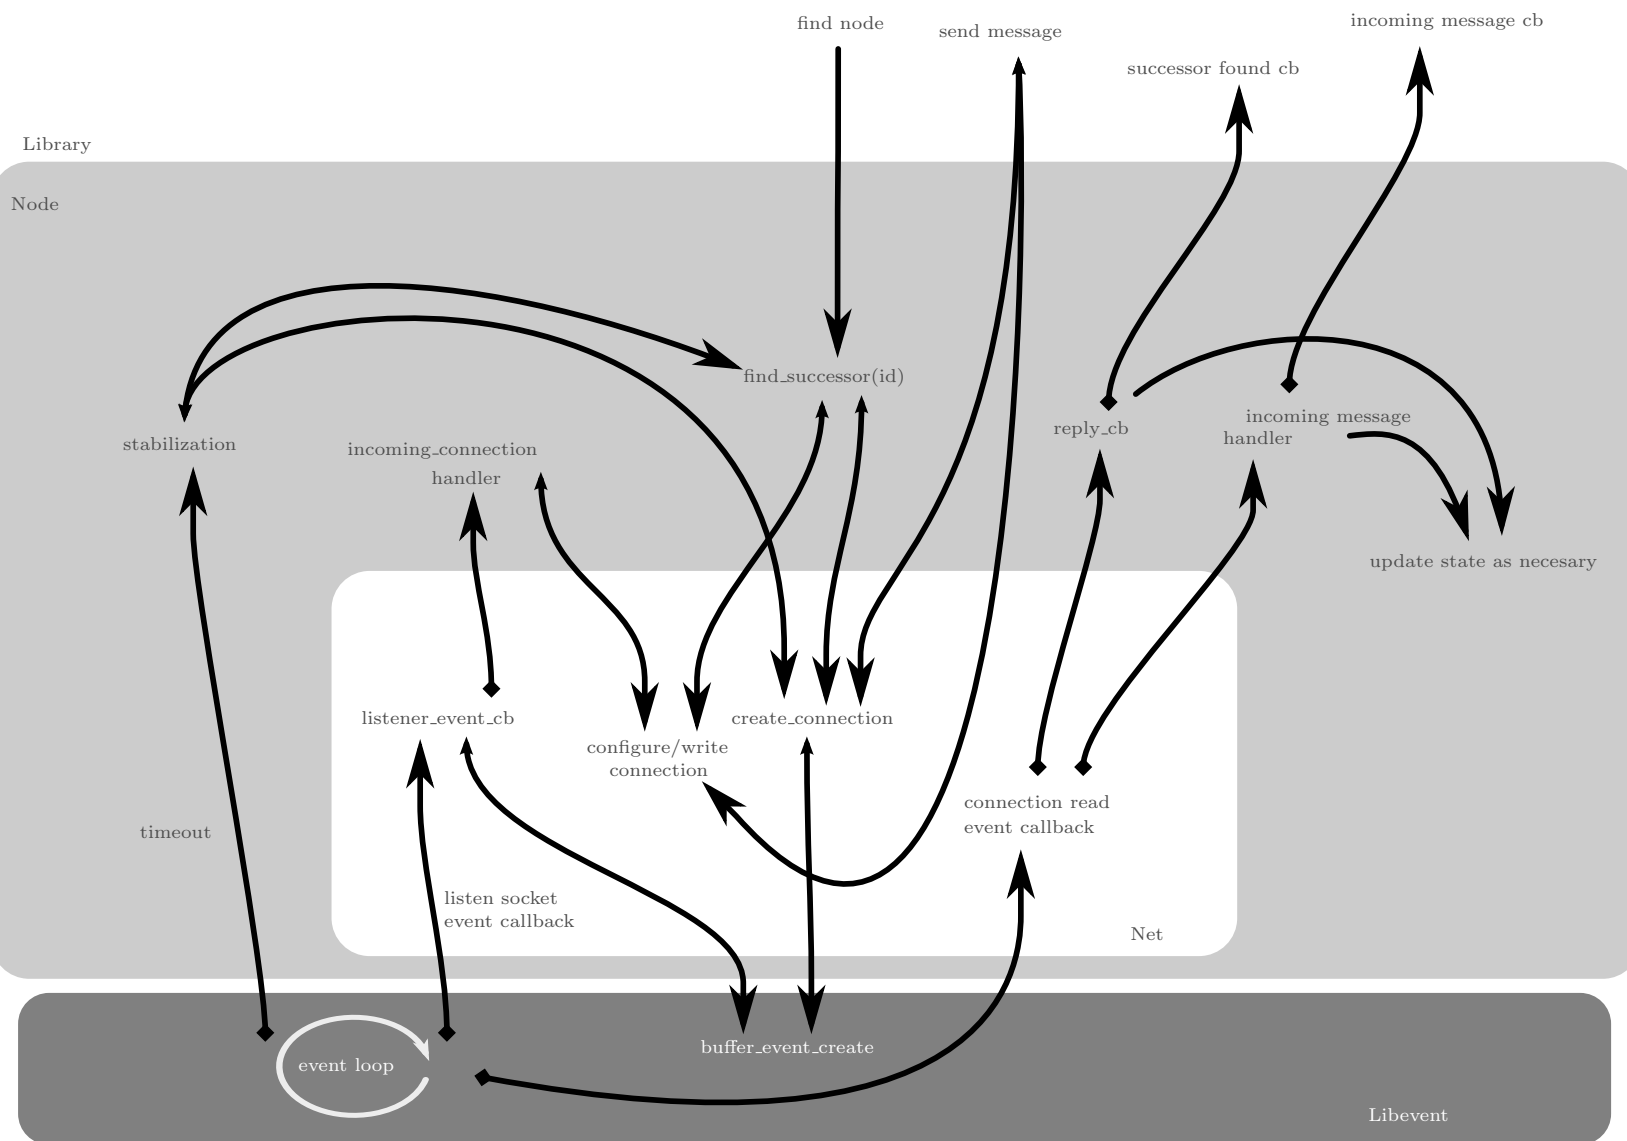 find node
send message
incoming message cb
successor found cb
Library
Node
find_successor(id)
stabilization
incoming_connection
handler
reply_cb
incoming message
handler
update state as necesary
listener_event_cb
create_connection
configure/write
connection
connection read
event callback
timeout
listen socket
event callback
Net
buffer_event_create
event loop
Libevent